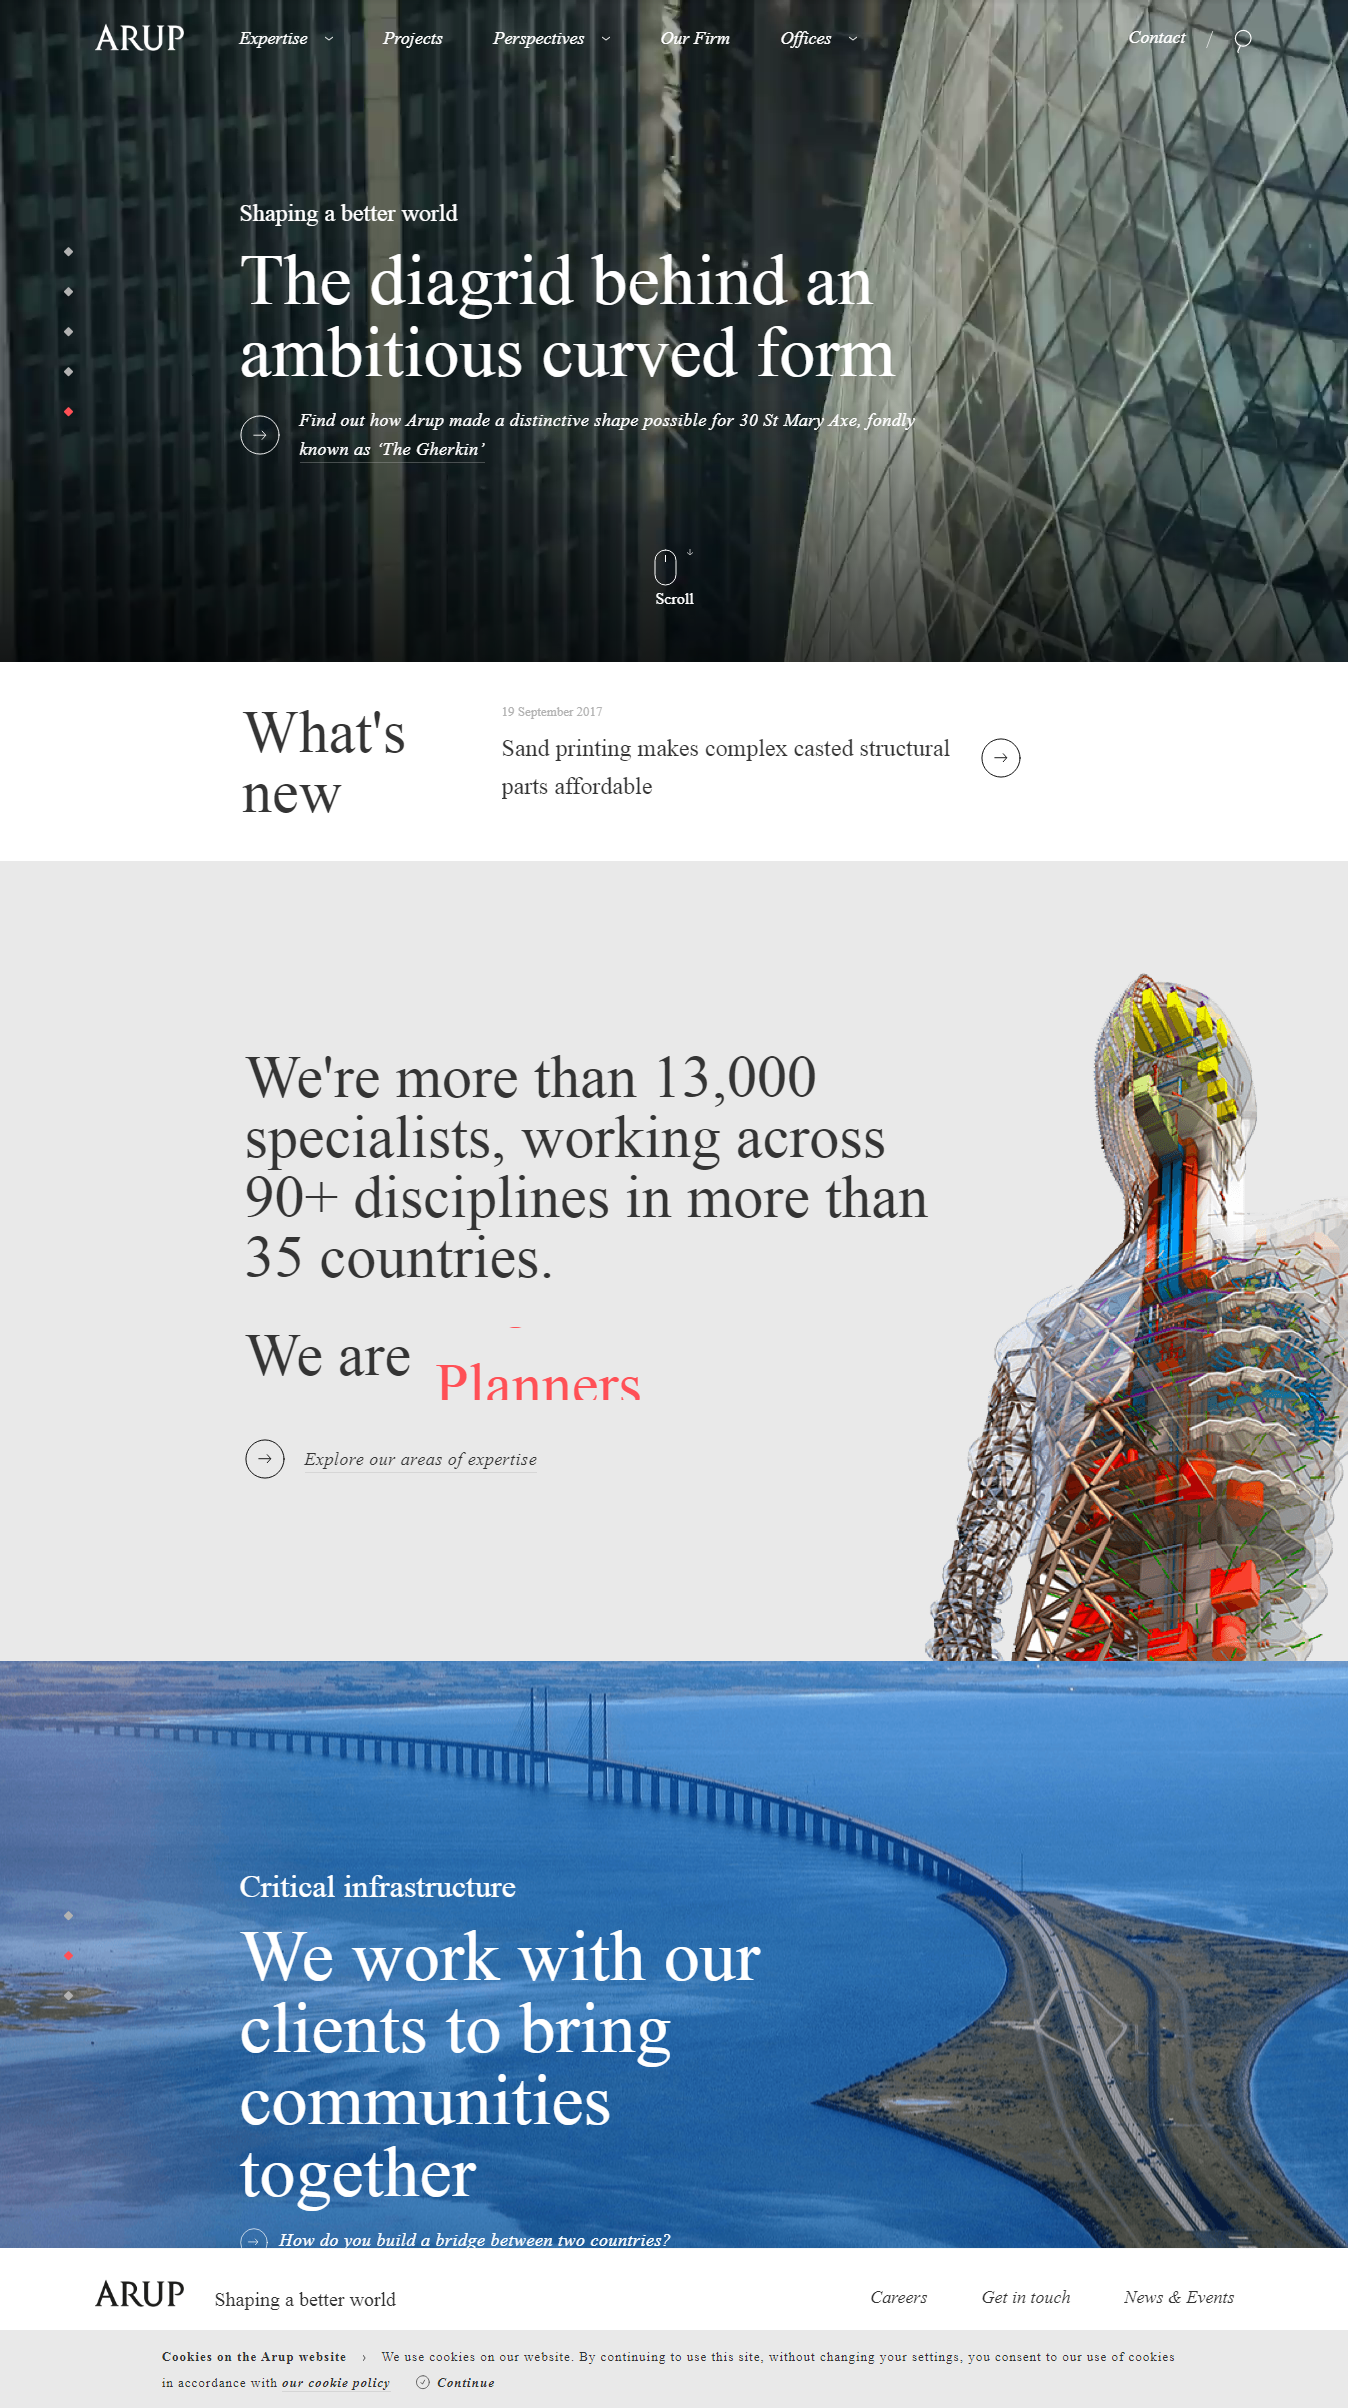 ARUP
Expertise
Projects
Perspectives
Our Firm
Offices
Contact
/
Shaping a better world
The diagrid behind an
ambitious curved form
Find out how Arup made a distinctive shape possible for 30 St Mary Axe, fondly
known as ‘The Gherkin’
Scroll
What's
new
19 September 2017
Sand printing makes complex casted structural
parts affordable
We're more than 13,000
specialists, working across
90+ disciplines in more than
35 countries.
We are Planners
Explore our areas of expertise
Critical infrastructure
We work with our
clients to bring
communities
together
How do you build a bridge between two countries?
ARUP
Shaping a better world
Careers
Get in touch
News & Events
Cookies on the Arup website › We use cookies on our website. By continuing to use this site, without changing your settings, you consent to our use of cookies
in accordance with our cookie policy Continue